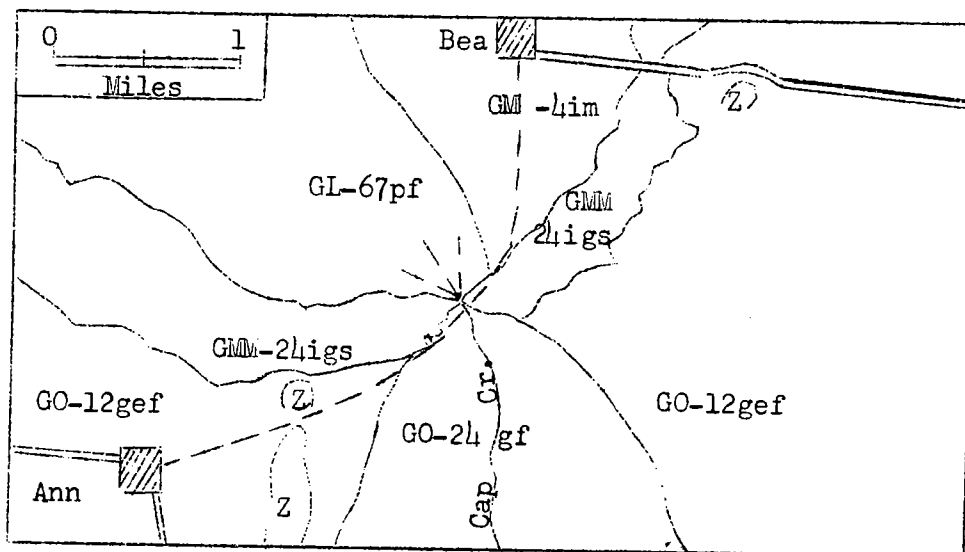 0 1
Miles
Bea
GM -4im
Z
GL-67pf
GMM
24igs
GMM-24igs
Z
GO-12gef
GO-24 gf
Cr.
GO-12gef
Ann
Z
Cap